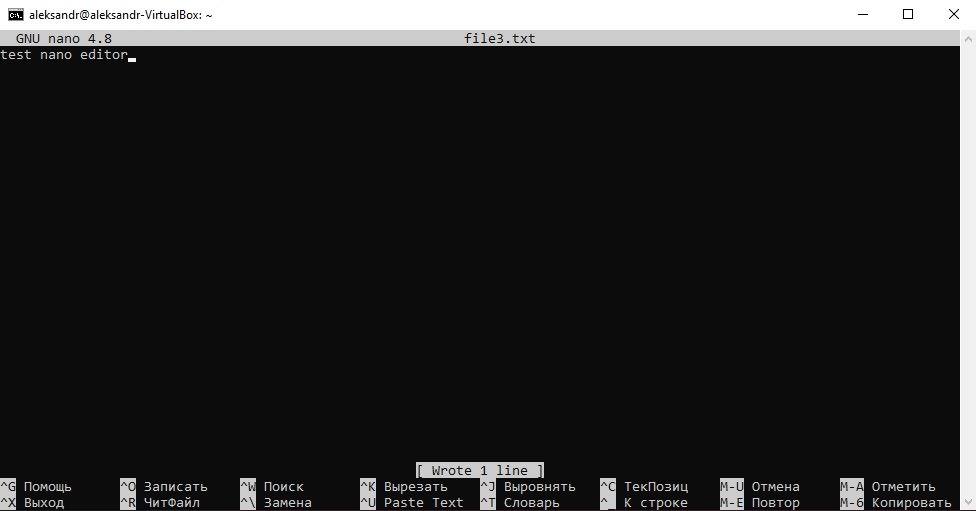 aleksandr@aleksandr-VirtualBox: ~
GNU nano 4.8 file3.txt
test nano editor
[ Wrote 1 line ]
^G Помощь ^O Записать ^W Поиск ^K Вырезать ^J Выровнять ^C ТекПозиц M-U Отмена M-A Отметить
^X Выход ^R ЧитФайл ^\ Замена ^U Paste Text ^T Словарь ^_ К строке M-E Повтор M-6 Копировать